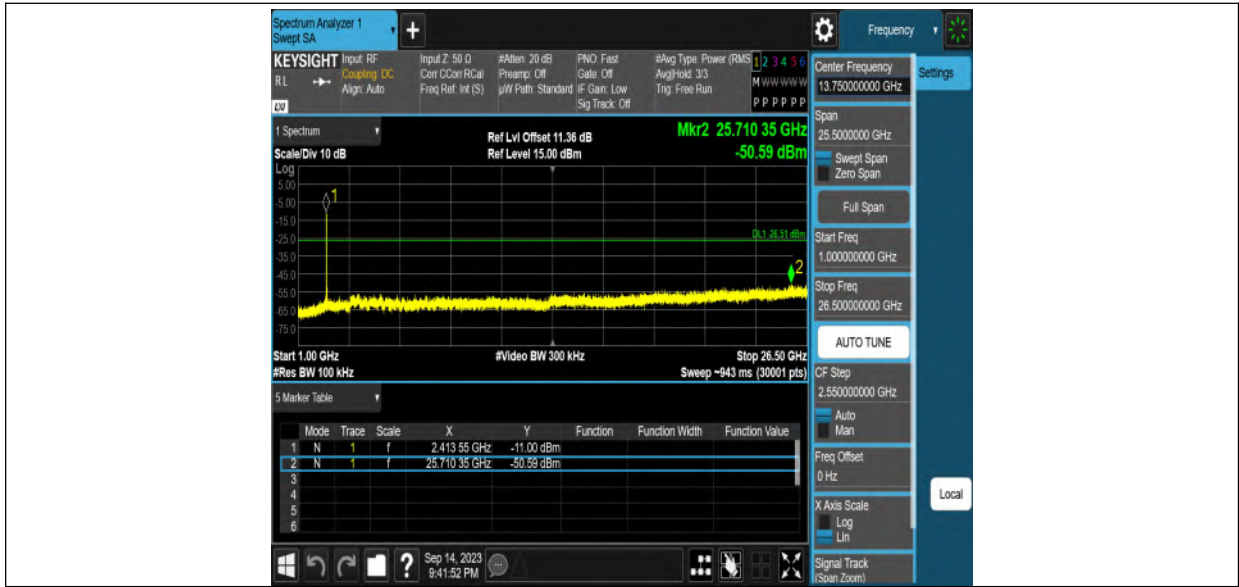 Spectrum Analyzer 1
Swept SA
+
Frequency
KEYSIGHT Input: RF Input Z: 50 Ω #Atten: 20 dB PNO: Fast #Avg Type: Power (RMS 1 2 3 4 5 6
RL Coupling: DC Corr CCorr RCal Preamp: Off Gate: Off Avg|Hold: 3/3 M W W W W W
Align: Auto Freq Ref: Int (S) µW Path: Standard IF Gain: Low Trig: Free Run
Sig Track: Off P P P P P P
LXI
1 Spectrum
Ref Lvl Offset 11.36 dB
Mkr2 25.710 35 GHz
Scale/Div 10 dB
Ref Level 15.00 dBm
-50.59 dBm
Log
5.00
-5.00
-15.0
-25.0
-35.0
-45.0
-55.0
-65.0
-75.0
1
DL1 -26.51 dBm
2
Start 1.00 GHz #Video BW 300 kHz Stop 26.50 GHz
#Res BW 100 kHz Sweep ~943 ms (30001 pts)
5 Marker Table
Mode Trace Scale X Y Function Function Width Function Value
1 N 1 f 2.413 55 GHz -11.00 dBm
2 N 1 f 25.710 35 GHz -50.59 dBm
3
4
5
6
?
Sep 14, 2023
9:41:52 PM
Center Frequency
13.750000000 GHz
Settings
Span
25.5000000 GHz
Swept Span
Zero Span
Full Span
Start Freq
1.000000000 GHz
Stop Freq
26.500000000 GHz
AUTO TUNE
CF Step
2.550000000 GHz
Auto
Man
Freq Offset
0 Hz
X Axis Scale
Log
Lin
Local
Signal Track
(Span Zoom)